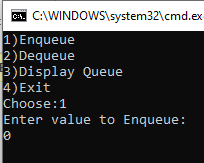 C:\WINDOWS\system32\cmd.ex
1)Enqueue
2)Dequeue
3)Display Queue
4)Exit
Choose:1
Enter value to Enqueue:
0